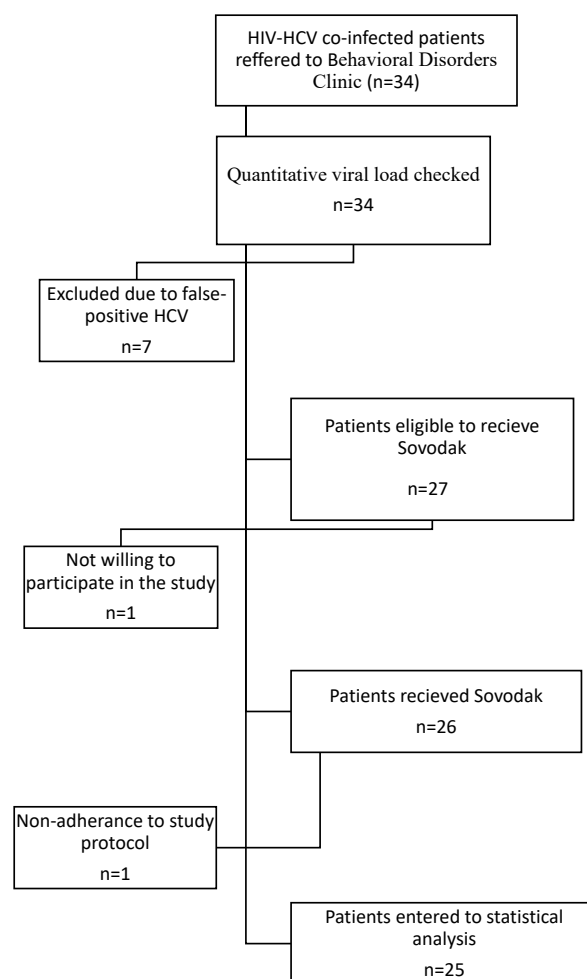 HIV-HCV co-infected patients
reffered to Behavioral Disorders
Clinic (n=34)
Quantitative viral load checked
n=34
Excluded due to false-
positive HCV
n=7
Patients eligible to recieve
Sovodak
n=27
Not willing to
participate in the study
n=1
Patients recieved Sovodak
n=26
Non-adherance to study
protocol
n=1
Patients entered to statistical
analysis
n=25